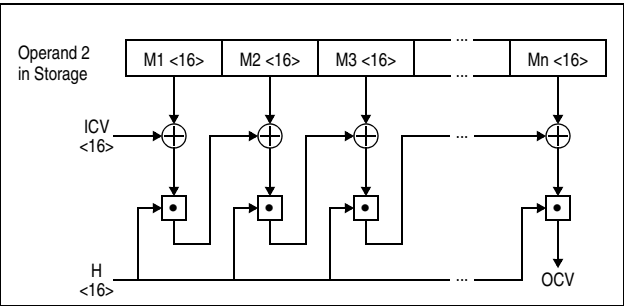 Operand 2
in Storage
M1 <16> M2 <16> M3 <16> ... Mn <16>
...
ICV
<16>
...
H
<16>
...
OCV